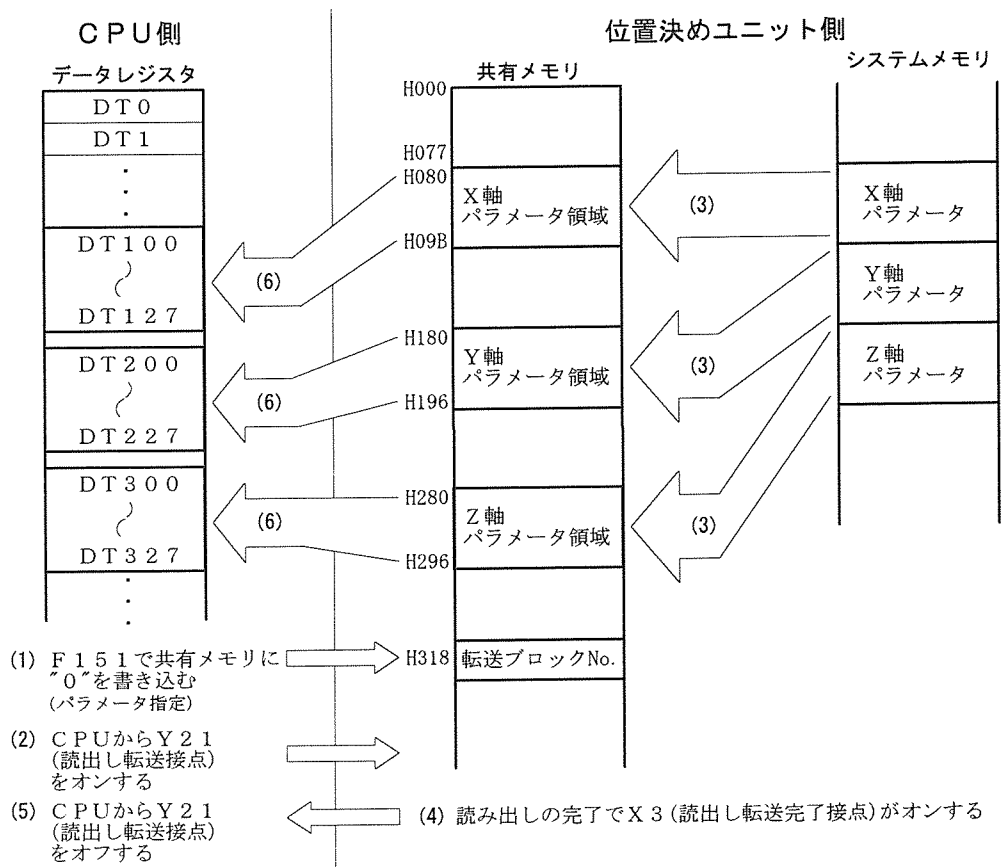 CPU側
データレジスタ
DT0
DT1
DT100
DT127
DT200
DT227
DT300
DT327
位置決めユニット側
共有メモリ
システムメモリ
H000
H077
H080
H09B
H180
H196
H280
H296
H318
X軸
パラメータ領域
Y軸
パラメータ領域
Z軸
パラメータ領域
転送ブロックNo.
X軸
パラメータ
Y軸
パラメータ
Z軸
パラメータ
(3)
(3)
(3)
(6)
(6)
(6)
(1) F151で共有メモリに
"0"を書き込む
(パラメータ指定)
(2) CPUからY21
(読出し転送接点)
をオンする
(5) CPUからY21
(読出し転送接点)
をオフする
(4) 読み出しの完了でX3(読出し転送完了接点)がオンする